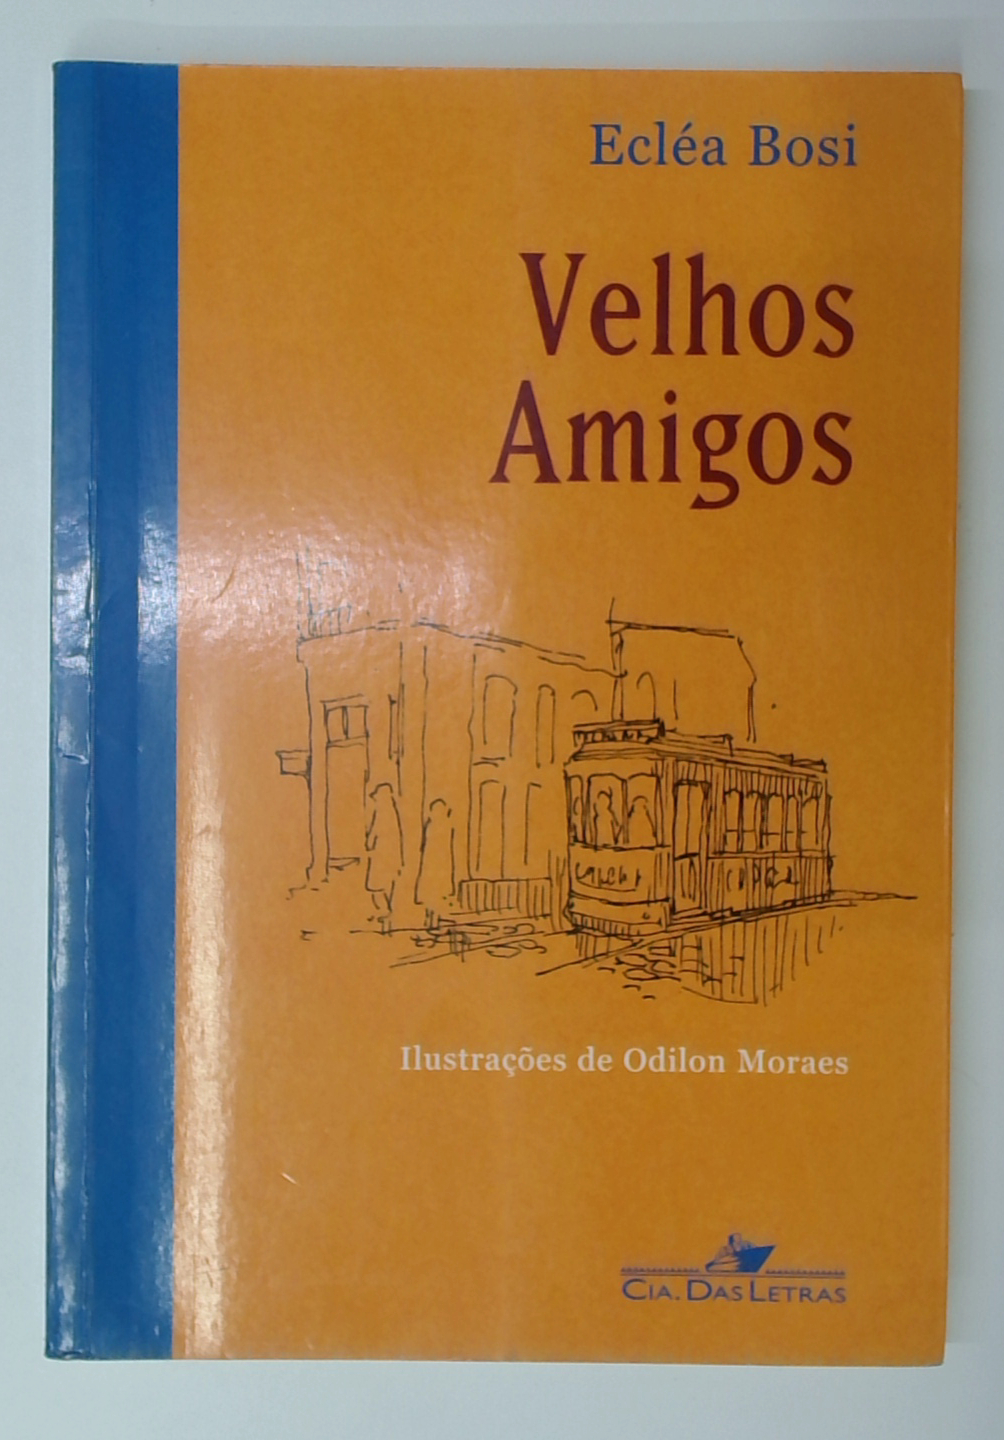 Ecléa Bosi
Velhos
Amigos
Ilustrações de Odilon Moraes
CIA. DAS LETRAS